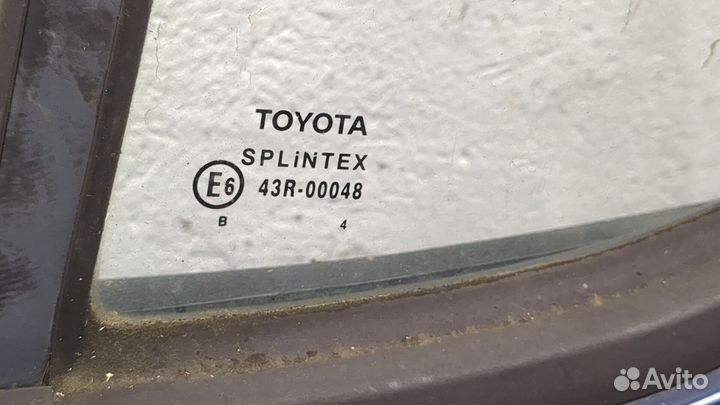 TOYOTA
SPLiNTEX
E6 43R-00048
B 4
Avito